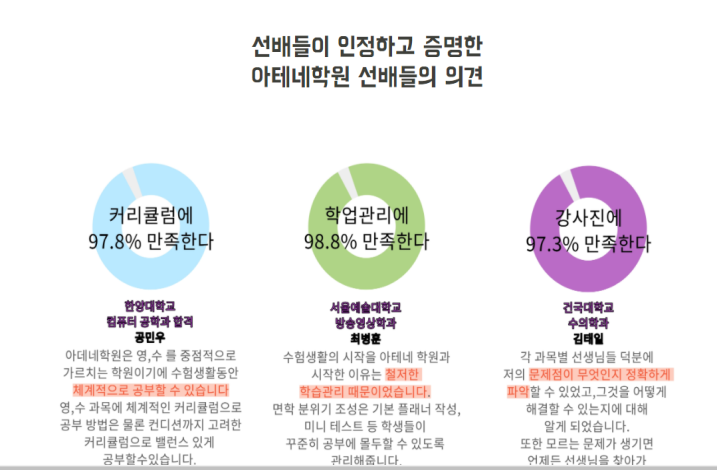 선배들이 인정하고 증명한
아테네학원 선배들의 의견
커리큘럼에
97.8% 만족한다
한양대학교
컴퓨터 공학과 합격
공민우
아데네학원은 영,수 를 중점적으로
가르치는 학원이기에 수험생활동안
체계적으로 공부할 수 있습니다
영,수 과목에 체계적인 커리큘럼으로
공부 방법은 물론 컨디션까지 고려한
커리큘럼으로 밸런스 있게
공부할수있습니다.
학업관리에
98.8% 만족한다
서울예술대학교
방송영상학과
최병훈
수험생활의 시작을 아테네 학원과
시작한 이유는 철저한
학습관리 때문이었습니다.
면학 분위기 조성은 기본 플래너 작성,
미니 테스트 등 학생들이
꾸준히 공부에 몰두할 수 있도록
관리해줍니다.
강사진에
97.3% 만족한다
건국대학교
수의학과
김태일
각 과목별 선생님들 덕분에
저의 문제점이 무엇인지 정확하게
파악할 수 있었고,그것을 어떻게
해결할 수 있는지에 대해
알게 되었습니다.
또한 모르는 문제가 생기면
언제든 선생님을 찾아가